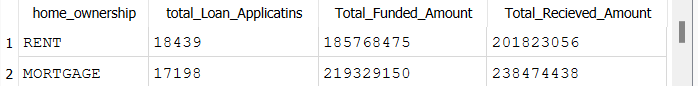 home_ownership total_Loan_Applicatins Total_Funded_Amount Total_Recieved_Amount
1 RENT 18439 185768475 201823056
2 MORTGAGE 17198 219329150 238474438